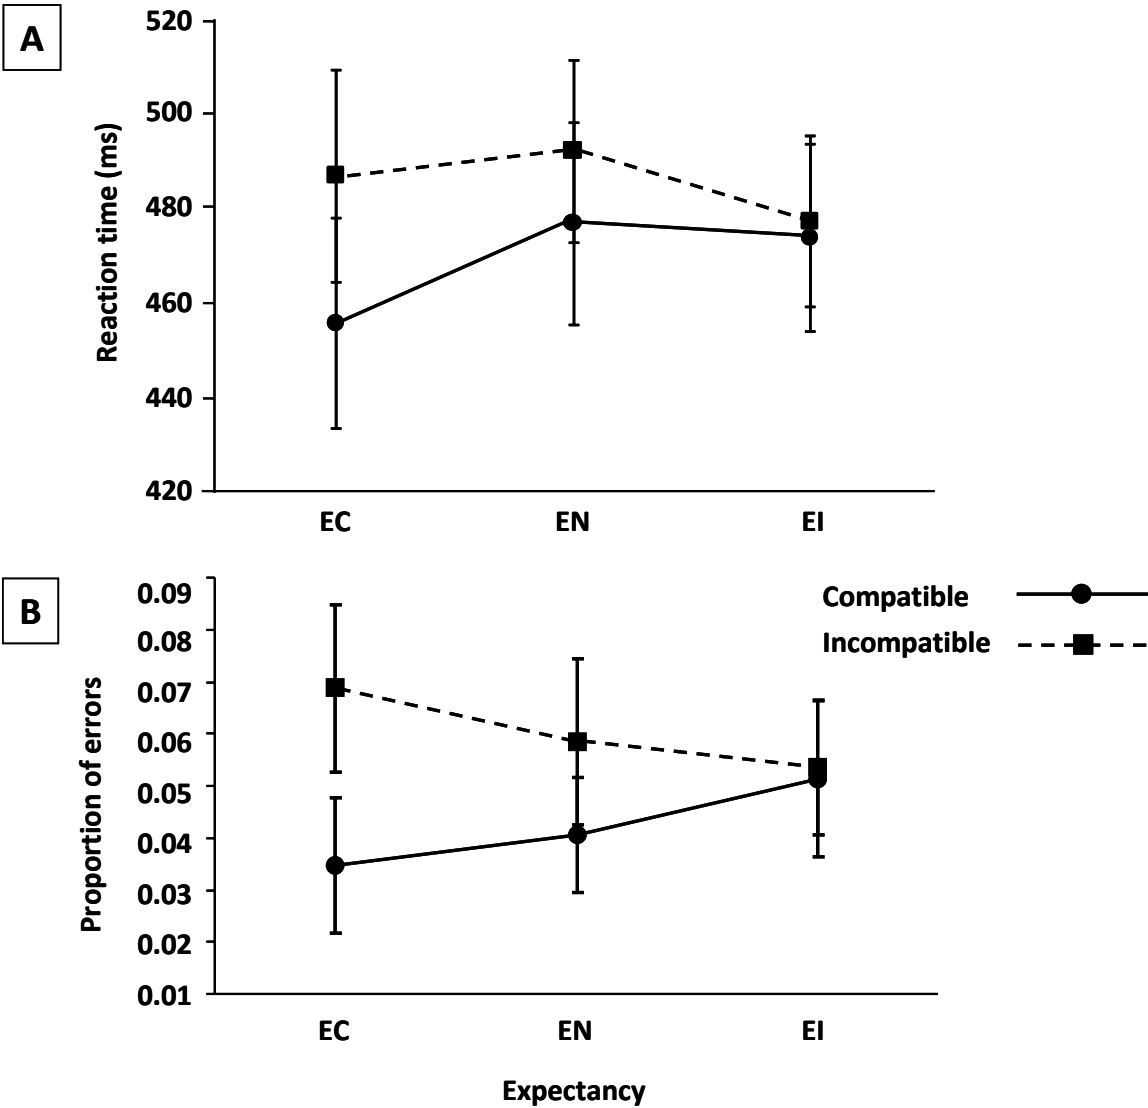 A
520
500
480
460
440
420
Reaction time (ms)
EC EN EI
B
0.09
0.08
0.07
0.06
0.05
0.04
0.03
0.02
0.01
Proportion of errors
Compatible
Incompatible
EC EN EI
Expectancy